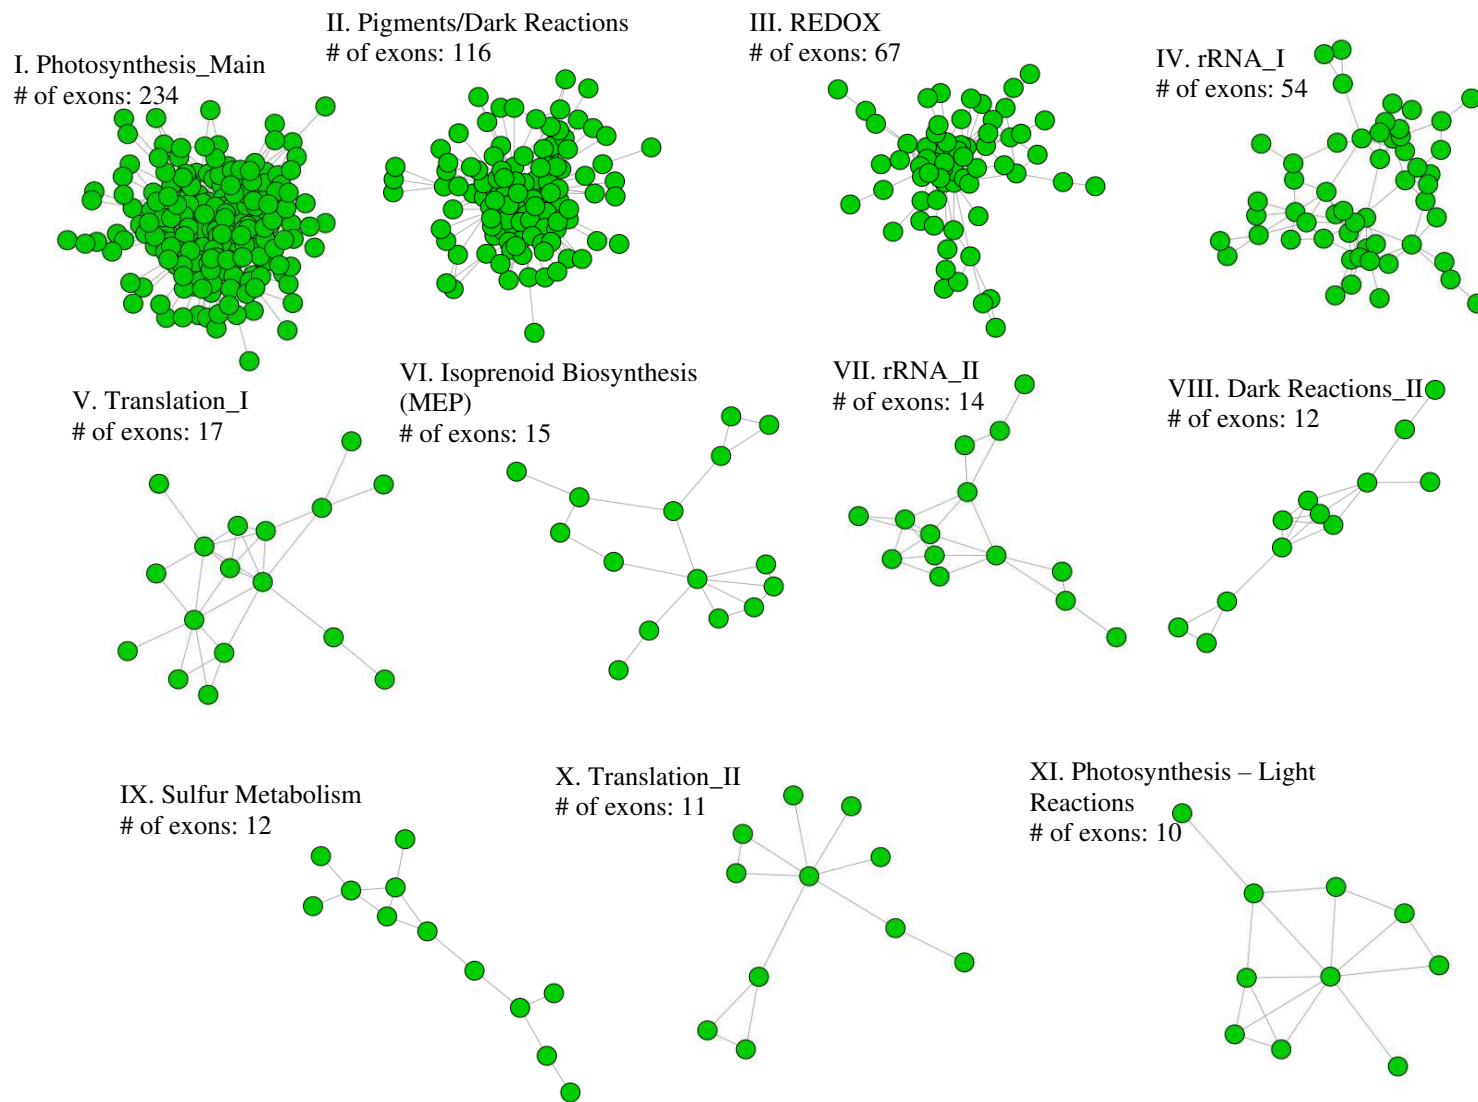 I. Photosynthesis_Main
# of exons: 234
II. Pigments/Dark Reactions
# of exons: 116
III. REDOX
# of exons: 67
IV. rRNA_I
# of exons: 54
V. Translation_I
# of exons: 17
VI. Isoprenoid Biosynthesis
(MEP)
# of exons: 15
VII. rRNA_II
# of exons: 14
VIII. Dark Reactions_II
# of exons: 12
IX. Sulfur Metabolism
# of exons: 12
X. Translation_II
# of exons: 11
XI. Photosynthesis – Light
Reactions
# of exons: 10